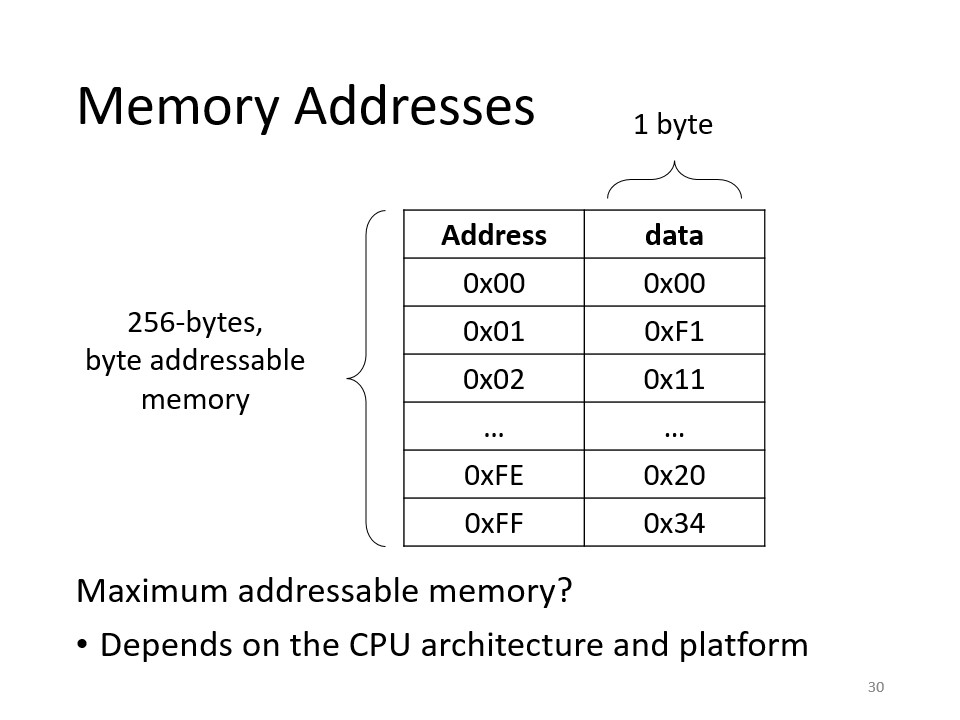 Memory Addresses
1 byte
Address data
0x00 0x00
0x01 0xF1
0x02 0x11
... ...
0xFE 0x20
0xFF 0x34
256-bytes,
byte addressable
memory
Maximum addressable memory?
• Depends on the CPU architecture and platform
30